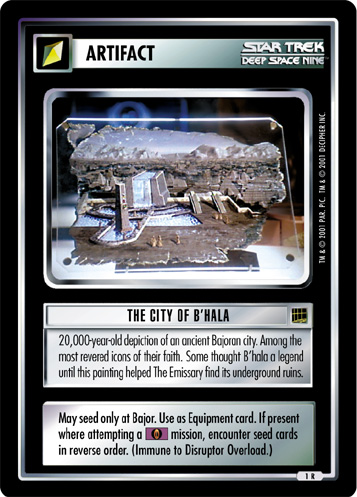 ARTIFACT
STAR TREK
DEEP SPACE NINE™
TM & © 2001 PAR. PIC. TM & © 2001 DECIPHER INC.
THE CITY OF B'HALA
20,000-year-old depiction of an ancient Bajoran city. Among the
most revered icons of their faith. Some thought B'hala a legend
until this painting helped The Emissary find its underground ruins.
May seed only at Bajor. Use as Equipment card. If present
where attempting a mission, encounter seed cards
in reverse order. (Immune to Disruptor Overload.)
1 R